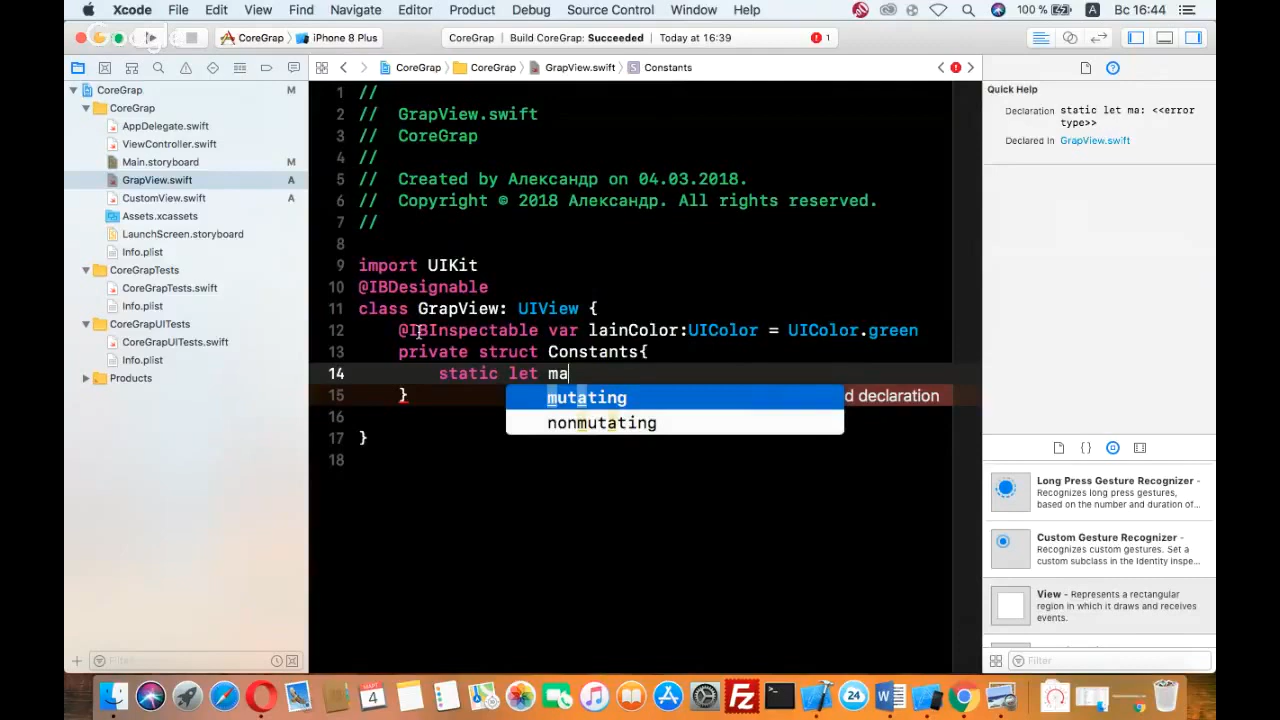 Xcode File Edit View Find Navigate Editor Product Debug Source Control Window Help 100 % A Вс 16:44
CoreGrap iPhone 8 Plus CoreGrap Build CoreGrap: Succeeded Today at 16:39 1
CoreGrap CoreGrap GrapView.swift S Constants
CoreGrap M
CoreGrap
AppDelegate.swift
ViewController.swift
Main.storyboard M
GrapView.swift A
CustomView.swift A
Assets.xcassets
LaunchScreen.storyboard
Info.plist
CoreGrapTests
CoreGrapTests.swift
Info.plist
CoreGrapUITests
CoreGrapUITests.swift
Info.plist
Products
Filter
1 //
2 // GrapView.swift
3 // CoreGrap
4 //
5 // Created by Александр on 04.03.2018.
6 // Copyright © 2018 Александр. All rights reserved.
7 //
8
9 import UIKit
10 @IBDesignable
11 class GrapView: UIView {
12 @IBInspectable var lainColor:UIColor = UIColor.green
13 private struct Constants{
14 static let ma
15 } d declaration
16
17 }
18
mutating
nonmutating
Quick Help
Declaration static let ma: <<error
type>>
Declared In GrapView.swift
Long Press Gesture Recognizer -
Recognizes long press gestures,
based on the number and duration of...
Custom Gesture Recognizer -
Recognizes custom gestures. Set a
custom subclass in the Identity inspe...
View - Represents a rectangular
region in which it draws and receives
events.
Filter
МАРТ
4
Fz
24
W